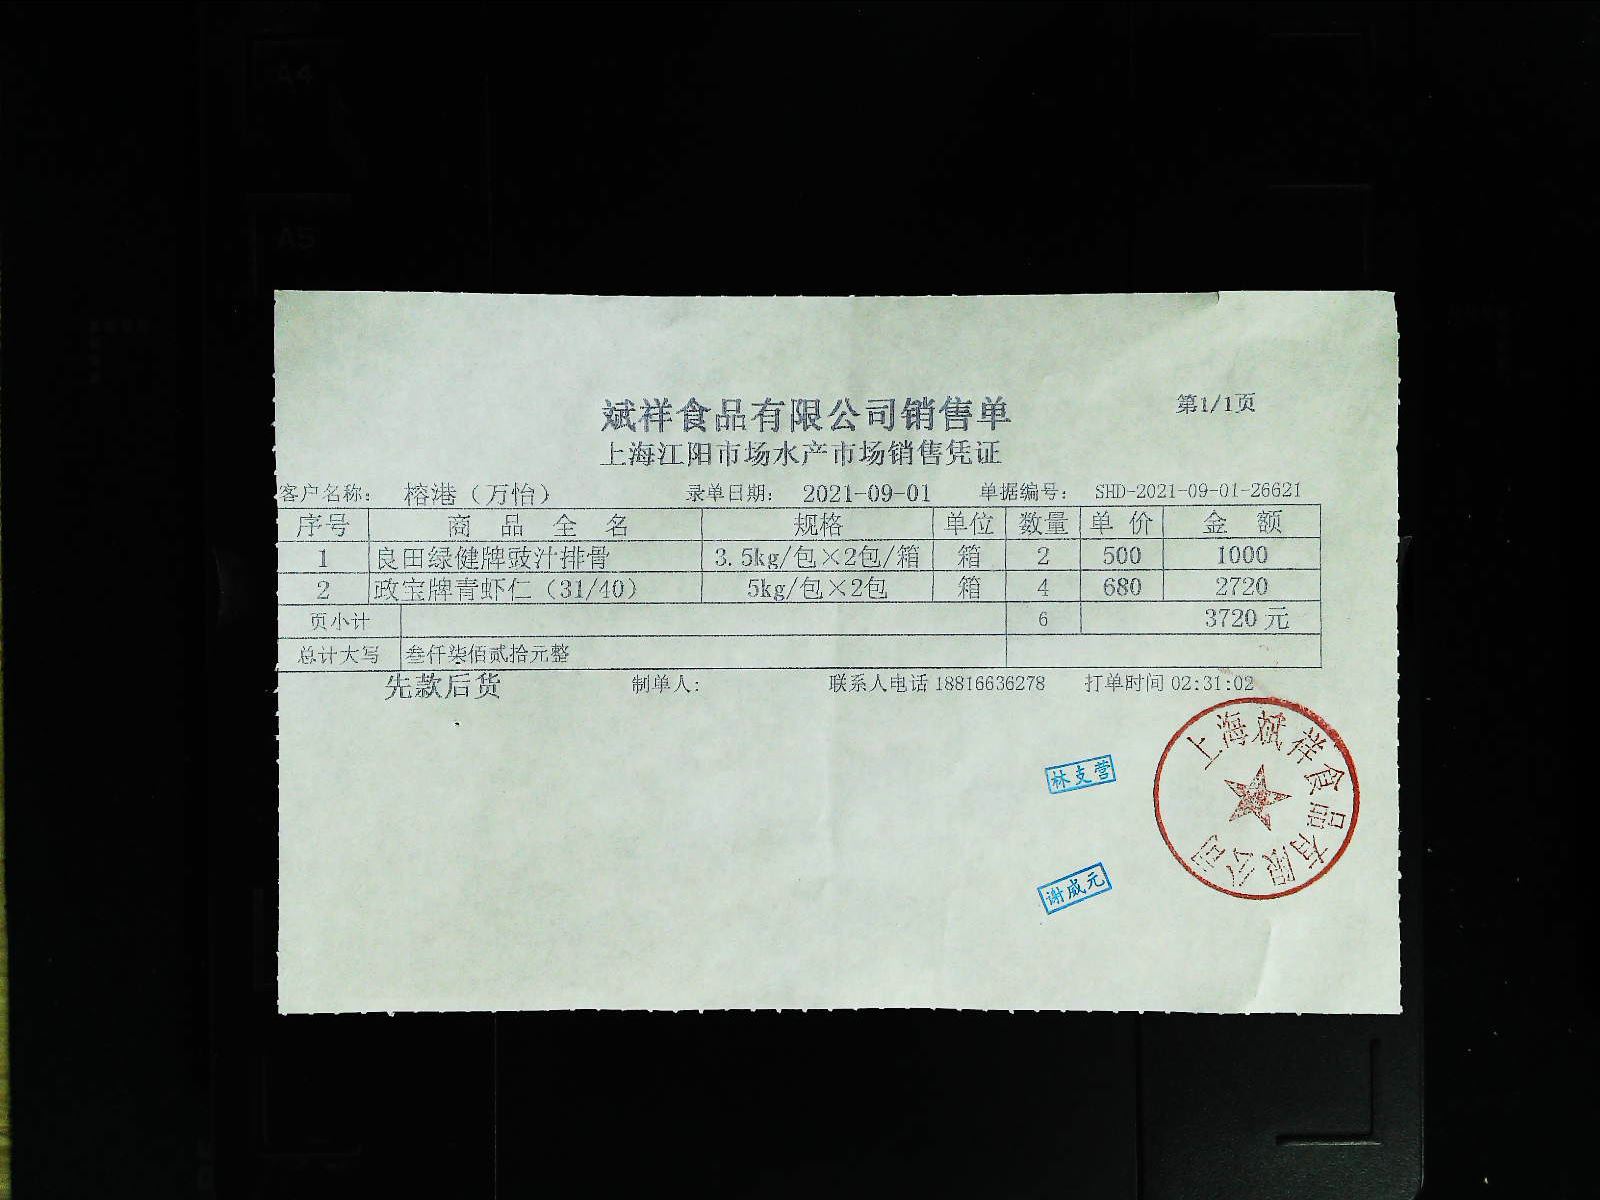 A4
A5
斌祥食品有限公司销售单 第1/1页
上海江阳市场水产市场销售凭证
客户名称: 榕港（万怡） 录单日期: 2021-09-01 单据编号: SHD-2021-09-01-26621
序号 商品全名 规格 单位 数量 单价 金额
1 良田绿健牌豉汁排骨 3.5kg/包×2包/箱 箱 2 500 1000
2 政宝牌青虾仁（31/40） 5kg/包×2包 箱 4 680 2720
页小计 6 3720 元
总计大写 叁仟柒佰贰拾元整
先款后货 制单人: 联系人电话 18816636278 打单时间 02:31:02
上海斌祥食品有限公司
林支营
谢威元